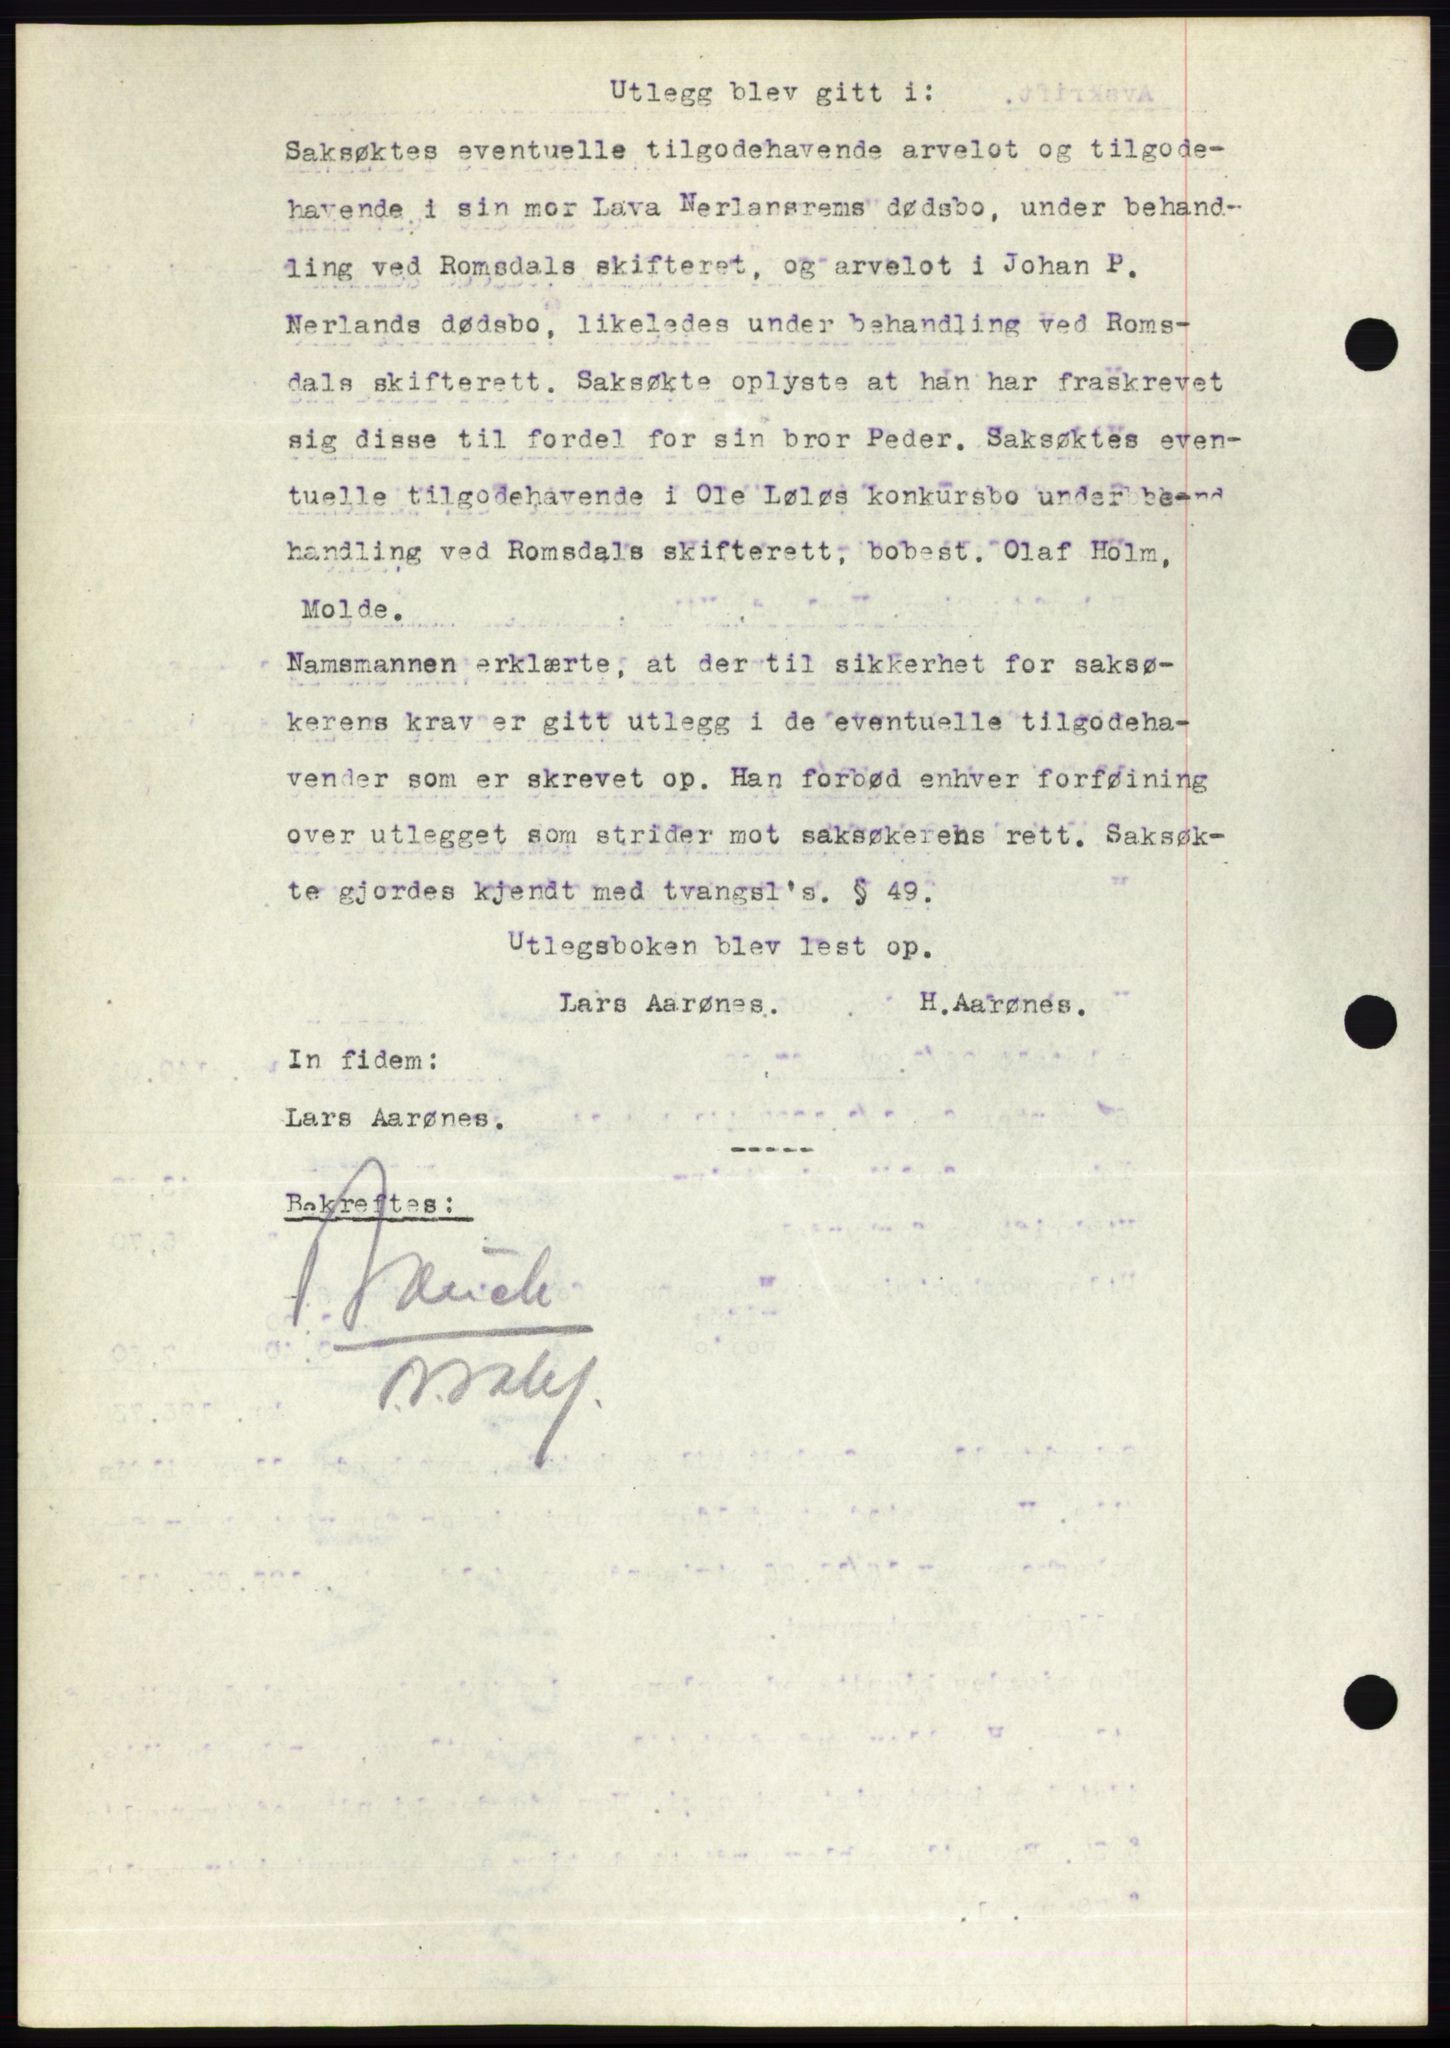 Utlegg blev gitt i:
Saksøktes eventuelle tilgodehavende arvelot og tilgode-
havende i sin mor Lava Nerlansrems dødsbo, under behand-
ling ved Romsdals skifteret, og arvelot i Johan P.
Nerlands dødsbo, likeledes under behandling ved Roms-
dals skifterett. Saksøkte oplyste at han har fraskrevet
sig disse til fordel for sin bror Peder. Saksøktes even-
tuelle tilgodehavende i Ole Løløs konkursbo under
handling ved Romsdals skifterett, bobest. Olaf Holm,
Molde.
Namsmannen erklærte, at der til sikkerhet for saksø-
kerens krav er gitt utlegg i de eventuelle tilgodeha-
vender som er skrevet op. Han forbød enhver forføining
over utlegget som strider mot saksøkerens rett. Saksøk-
te gjordes kjendt med tvangsl's. § 49.
Utlegsboken blev lest op.
Lars Aarønes. H.Aarønes.
In fidem:
Lars Aarønes.
-----
Bekreftes: